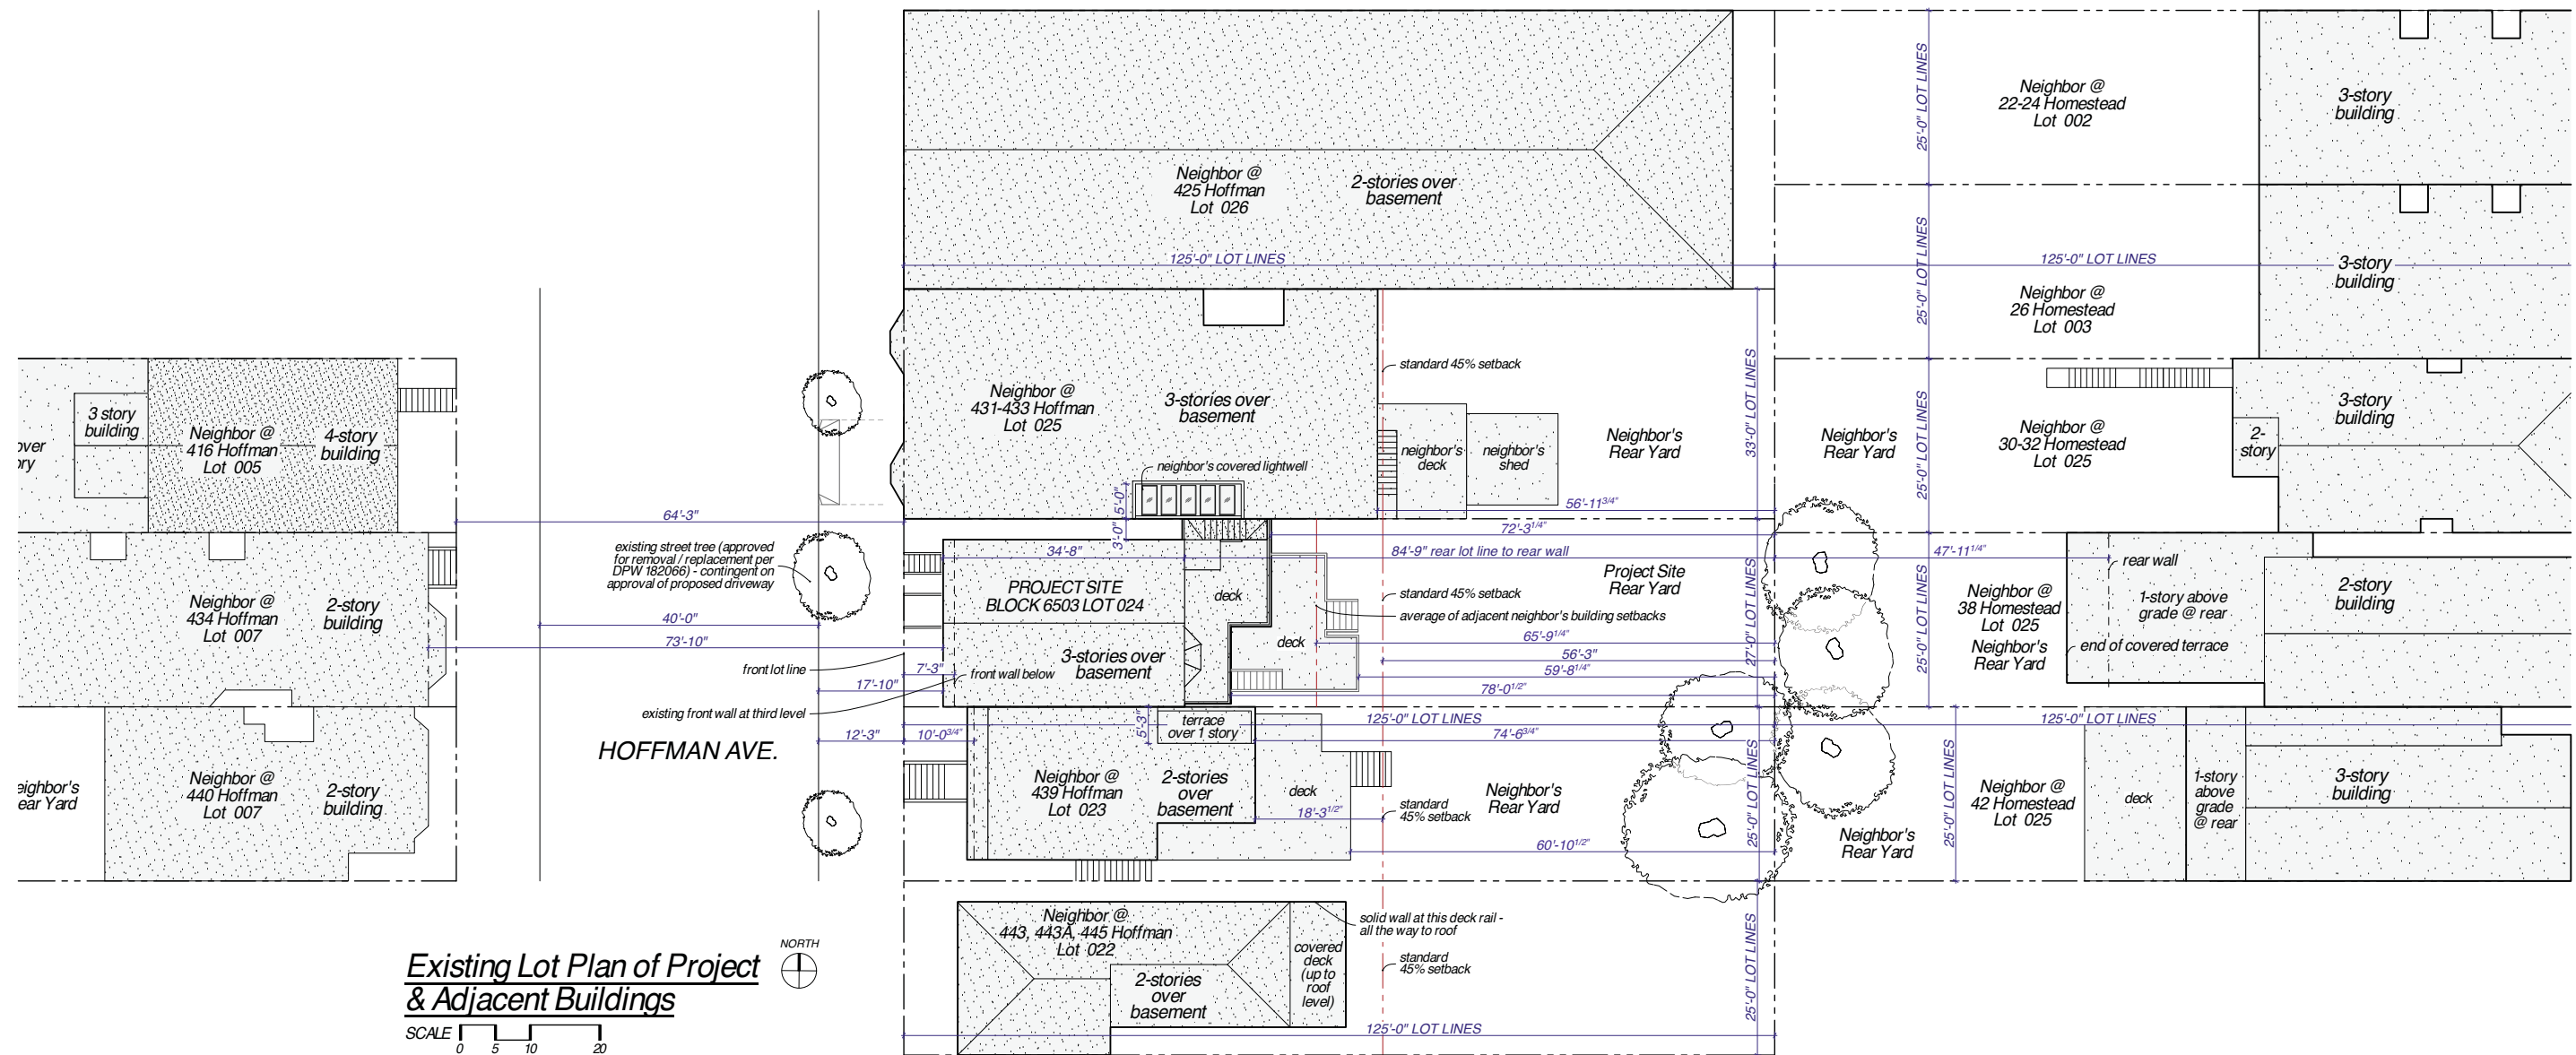 Neighbor @
425 Hoffman
Lot 026
2-stories over
basement
125'-0" LOT LINES
25'-0" LOT LINES
Neighbor @
22-24 Homestead
Lot 002
3-story
building
25'-0" LOT LINES
125'-0" LOT LINES
Neighbor @
26 Homestead
Lot 003
3-story
building
3 story
building
over
ry
Neighbor @
416 Hoffman
Lot 005
4-story
building
Neighbor @
431-433 Hoffman
Lot 025
3-stories over
basement
neighbor's covered lightwell
5'-0"
3'-0"
standard 45% setback
neighbor's
deck
neighbor's
shed
Neighbor's
Rear Yard
33'-0" LOT LINES
56'-11 3/4"
Neighbor's
Rear Yard
25'-0" LOT LINES
Neighbor @
30-32 Homestead
Lot 025
2-
story
3-story
building
64'-3"
existing street tree (approved
for removal / replacement per
DPW 182066) - contingent on
approval of proposed driveway
40'-0"
73'-10"
Neighbor @
434 Hoffman
Lot 007
2-story
building
34'-8"
PROJECT SITE
BLOCK 6503 LOT 024
3-stories over
basement
deck
deck
72'-3 1/4"
84'-9" rear lot line to rear wall
Project Site
Rear Yard
standard 45% setback
average of adjacent neighbor's building setbacks
65'-9 1/4"
56'-3"
59'-8 1/4"
78'-0 1/2"
27'-0" LOT LINES
47'-11 1/4"
25'-0" LOT LINES
Neighbor @
38 Homestead
Lot 025
Neighbor's
Rear Yard
rear wall
1-story above
grade @ rear
end of covered terrace
2-story
building
front lot line
7'-3"
front wall below
17'-10"
existing front wall at third level
HOFFMAN AVE.
12'-3"
10'-0 3/4"
5'-3"
terrace
over 1 story
125'-0" LOT LINES
74'-6 3/4"
125'-0" LOT LINES
eighbor's
ear Yard
Neighbor @
440 Hoffman
Lot 007
2-story
building
Neighbor @
439 Hoffman
Lot 023
2-stories
over
basement
deck
18'-3 1/2"
standard
45% setback
Neighbor's
Rear Yard
60'-10 1/2"
25'-0" LOT LINES
Neighbor's
Rear Yard
25'-0" LOT LINES
Neighbor @
42 Homestead
Lot 025
deck
1-story
above
grade
@ rear
3-story
building
Neighbor @
443, 443A, 445 Hoffman
Lot 022
2-stories
over
basement
covered
deck
(up to
roof
level)
solid wall at this deck rail -
all the way to roof
standard
45% setback
25'-0" LOT LINES
125'-0" LOT LINES
Existing Lot Plan of Project
& Adjacent Buildings
NORTH
SCALE
0 5 10 20